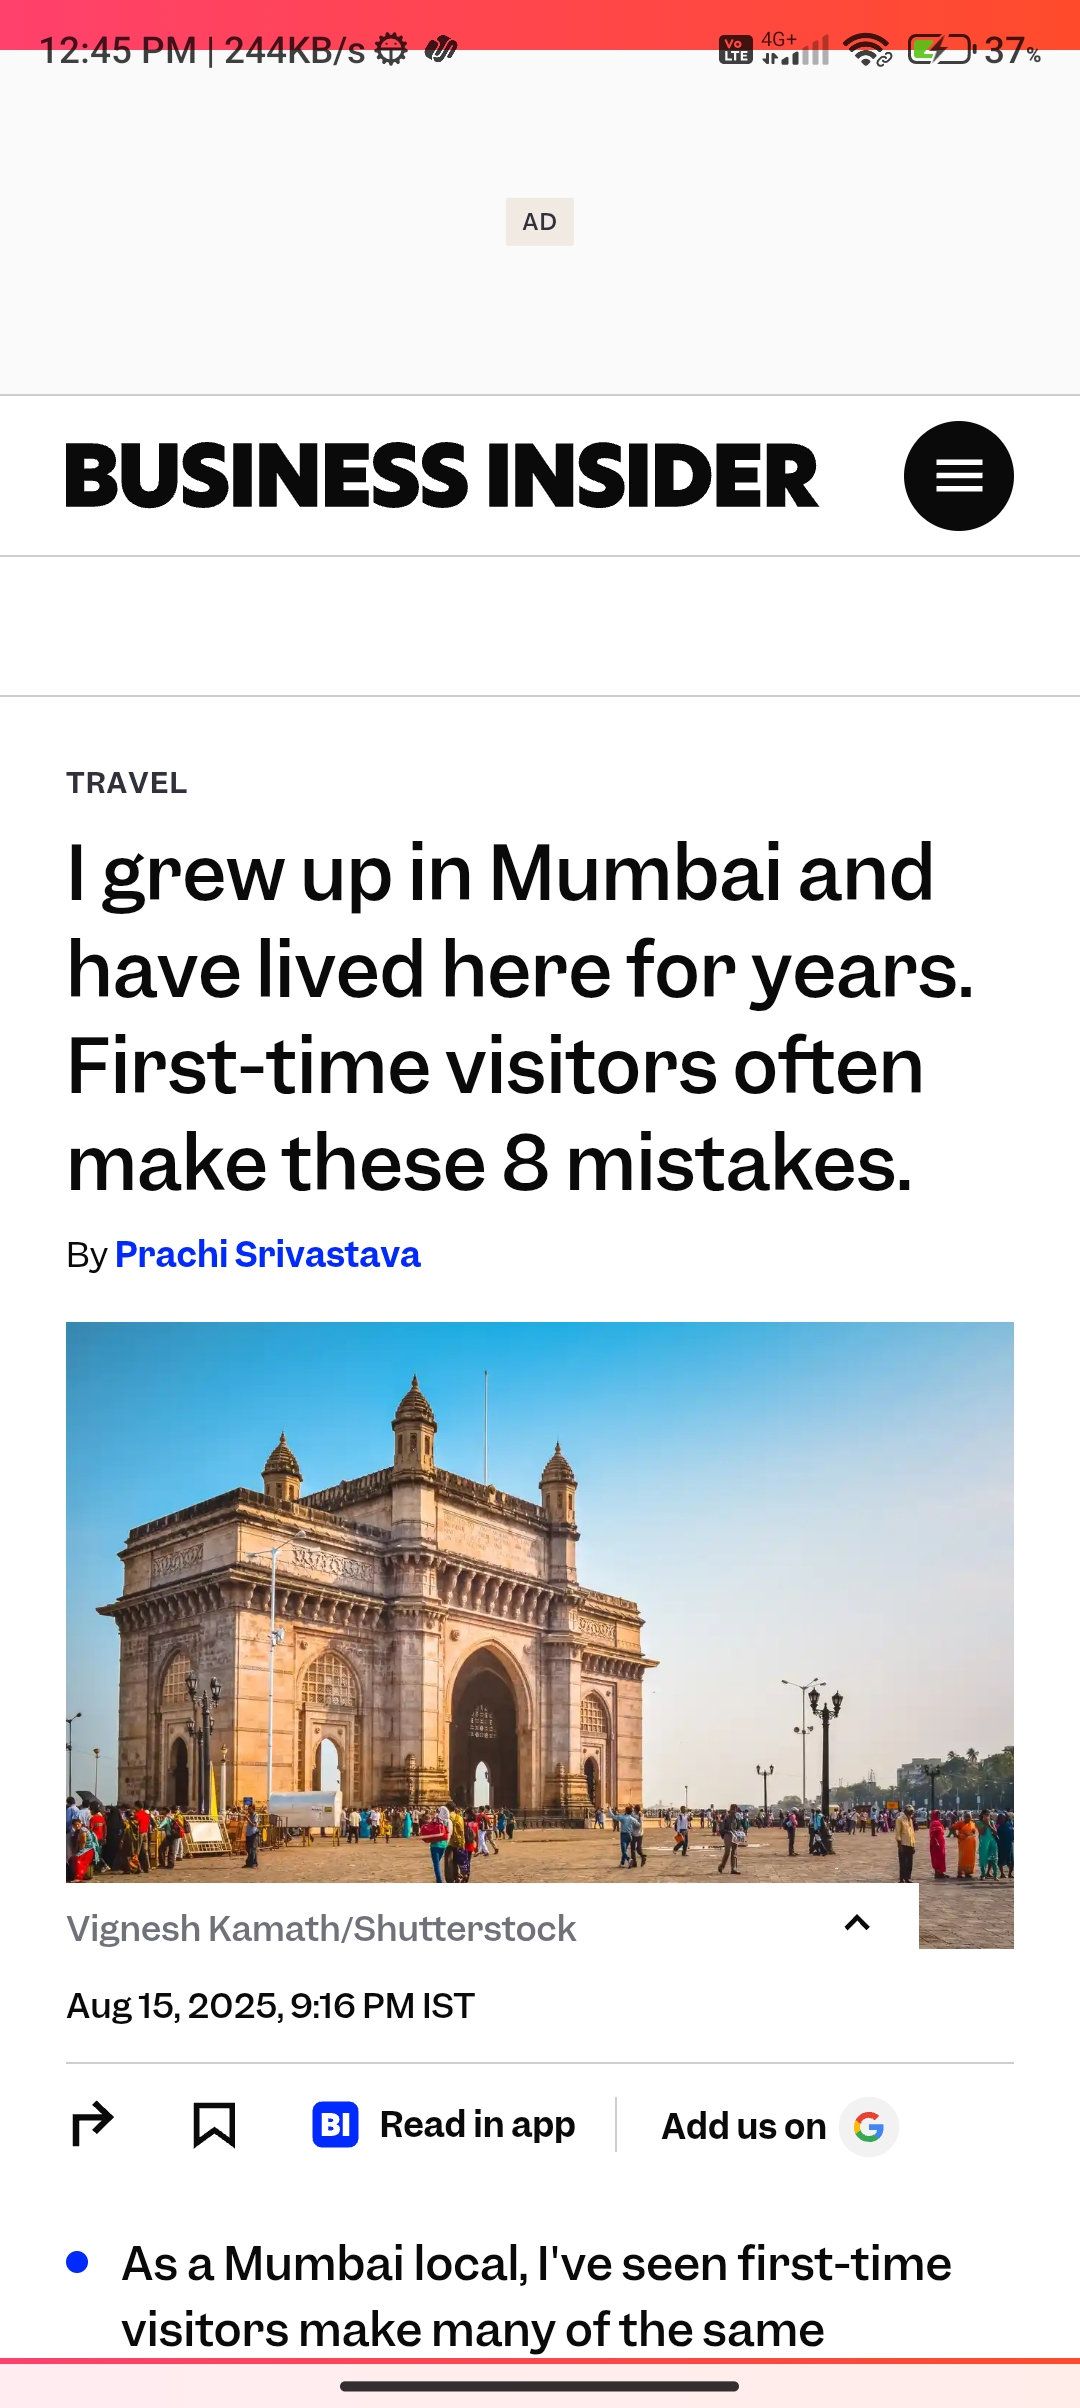 12:45 PM | 244KB/s
Vo LTE 4G+ 37%
AD
BUSINESS INSIDER
TRAVEL
I grew up in Mumbai and
have lived here for years.
First-time visitors often
make these 8 mistakes.
By Prachi Srivastava
Vignesh Kamath/Shutterstock
Aug 15, 2025, 9:16 PM IST
BI Read in app Add us on G
As a Mumbai local, I've seen first-time
visitors make many of the same